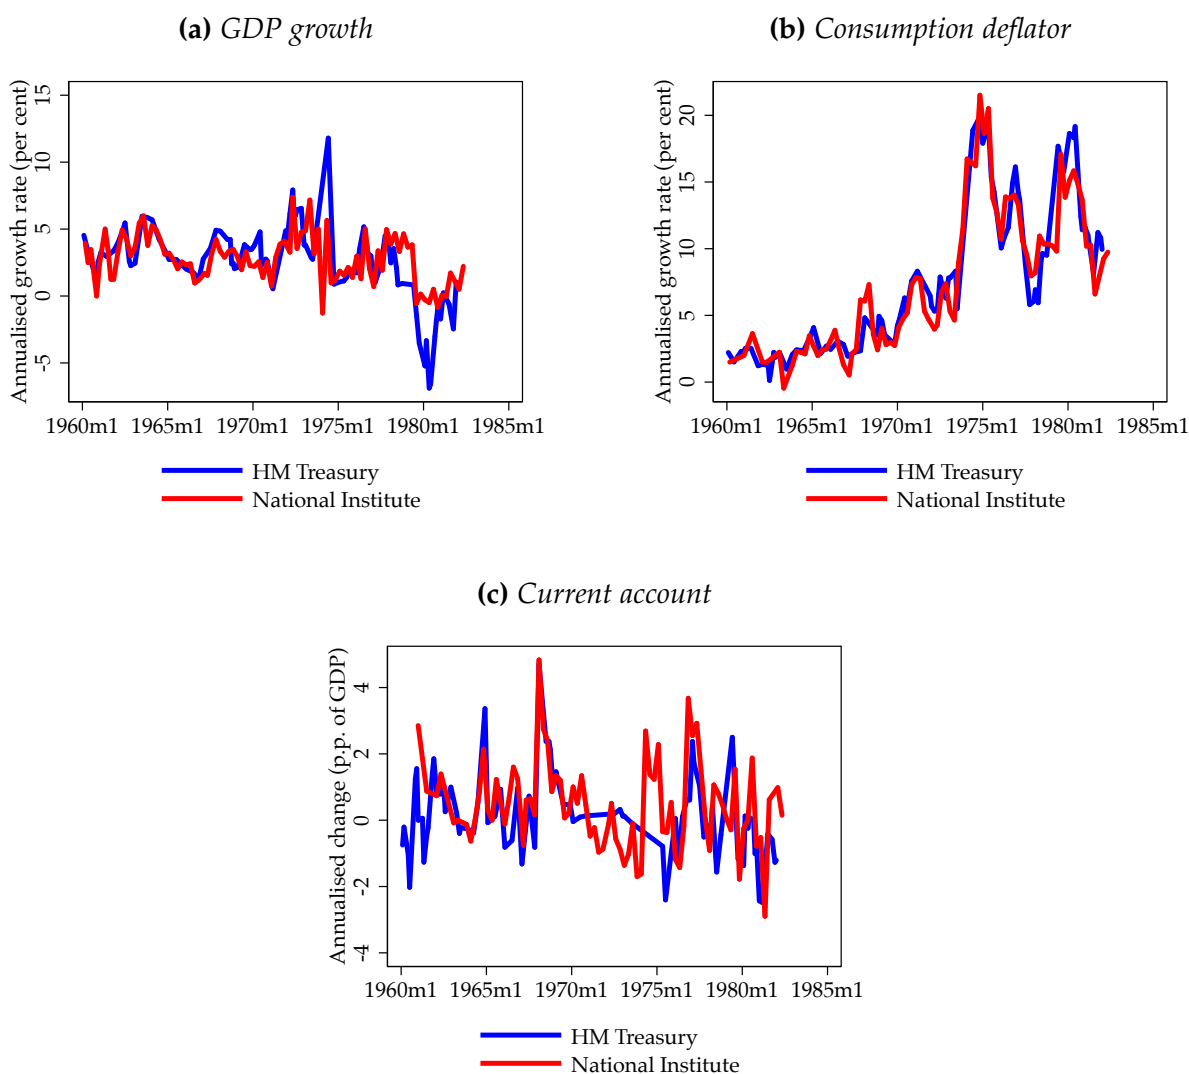 (a) GDP growth
Annualised growth rate (per cent)
15
10
5
0
-5
1960m1 1965m1 1970m1 1975m1 1980m1 1985m1
HM Treasury
National Institute
(b) Consumption deflator
Annualised growth rate (per cent)
20
15
10
5
0
1960m1 1965m1 1970m1 1975m1 1980m1 1985m1
HM Treasury
National Institute
(c) Current account
Annualised change (p.p. of GDP)
4
2
0
-2
-4
1960m1 1965m1 1970m1 1975m1 1980m1 1985m1
HM Treasury
National Institute